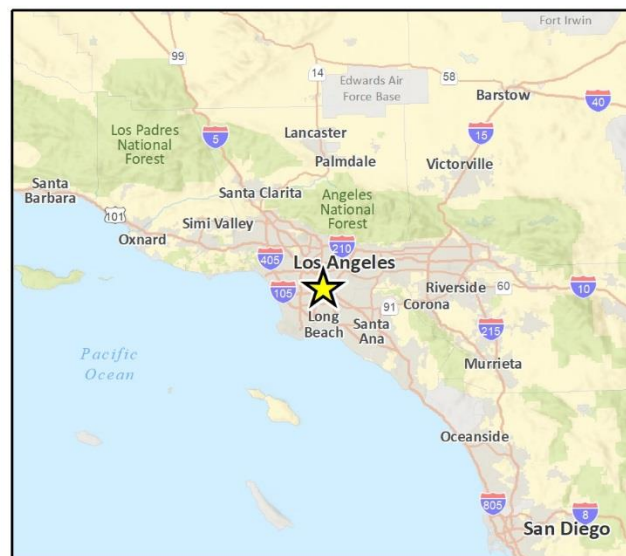 Fort Irwin
99
14
58
Edwards Air
Force Base
Barstow
40
Los Padres
National
Forest
5
Lancaster
15
Palmdale
Victorville
Santa
Barbara
Santa Clarita
Angeles
National
Forest
101
Simi Valley
Oxnard
210
405
Los Angeles
105
Riverside
60
10
Corona
91
Long
Beach
Santa
Ana
215
Pacific
Ocean
Murrieta
Oceanside
805
8
San Diego